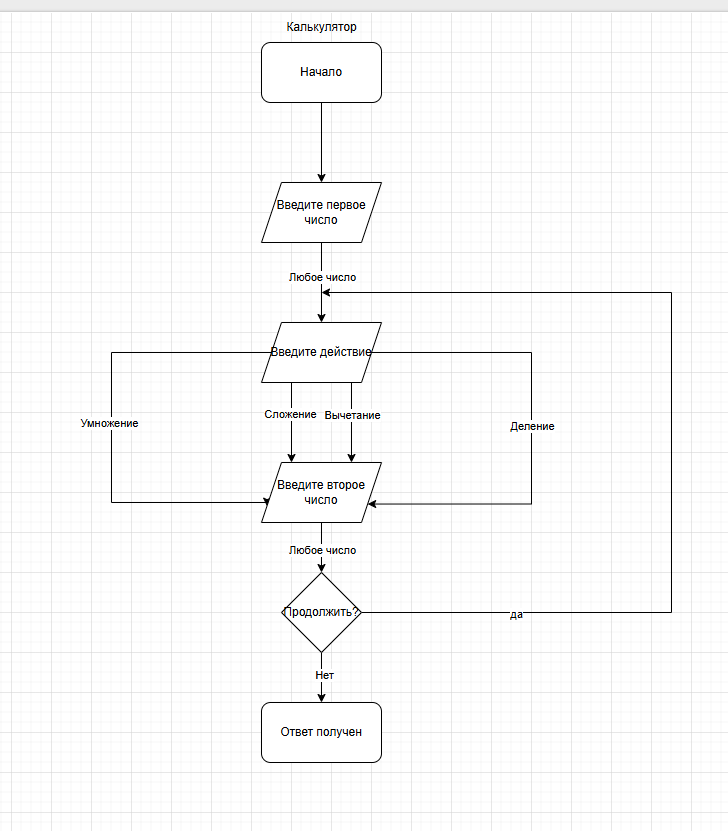 Калькулятор
Начало
Введите первое
число
Любое число
Введите действие
Сложение
Вычетание
Умножение
Деление
Введите второе
число
Любое число
Продолжить?
да
Нет
Ответ получен